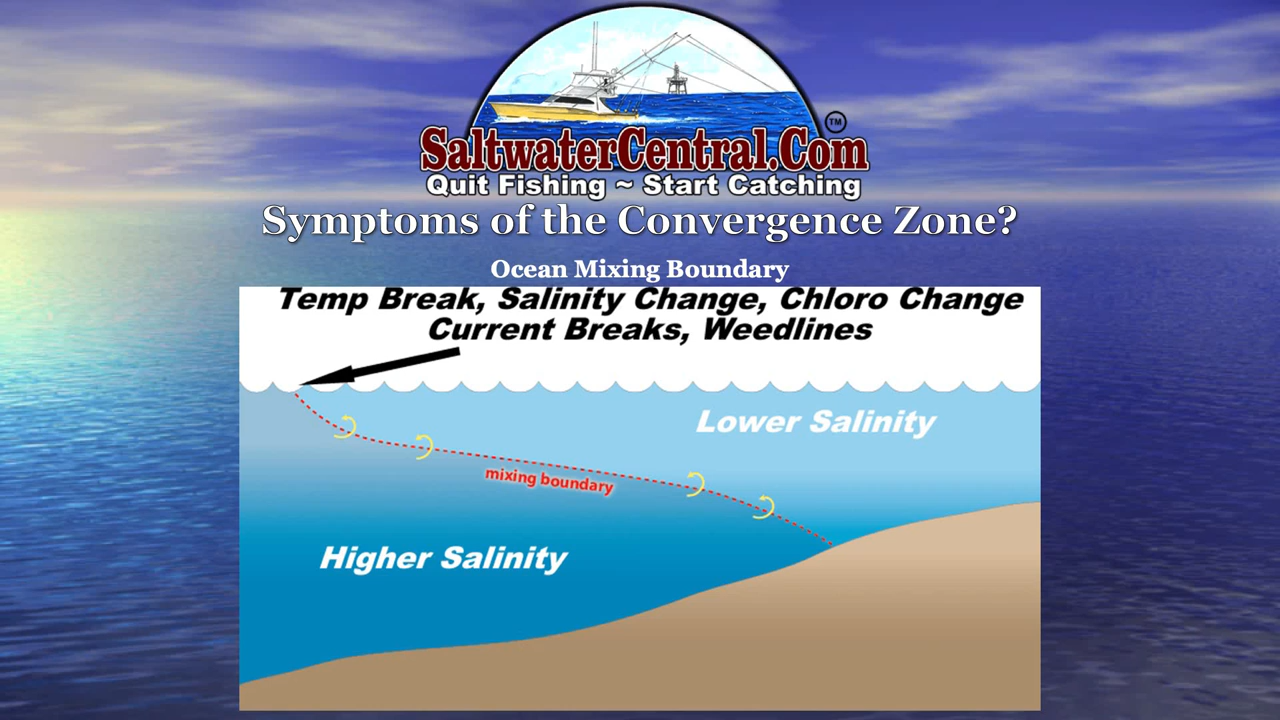 TM
SaltwaterCentral.Com
Quit Fishing ~ Start Catching
Symptoms of the Convergence Zone?
Ocean Mixing Boundary
Temp Break, Salinity Change, Chloro Change
Current Breaks, Weedlines
Lower Salinity
mixing boundary
Higher Salinity